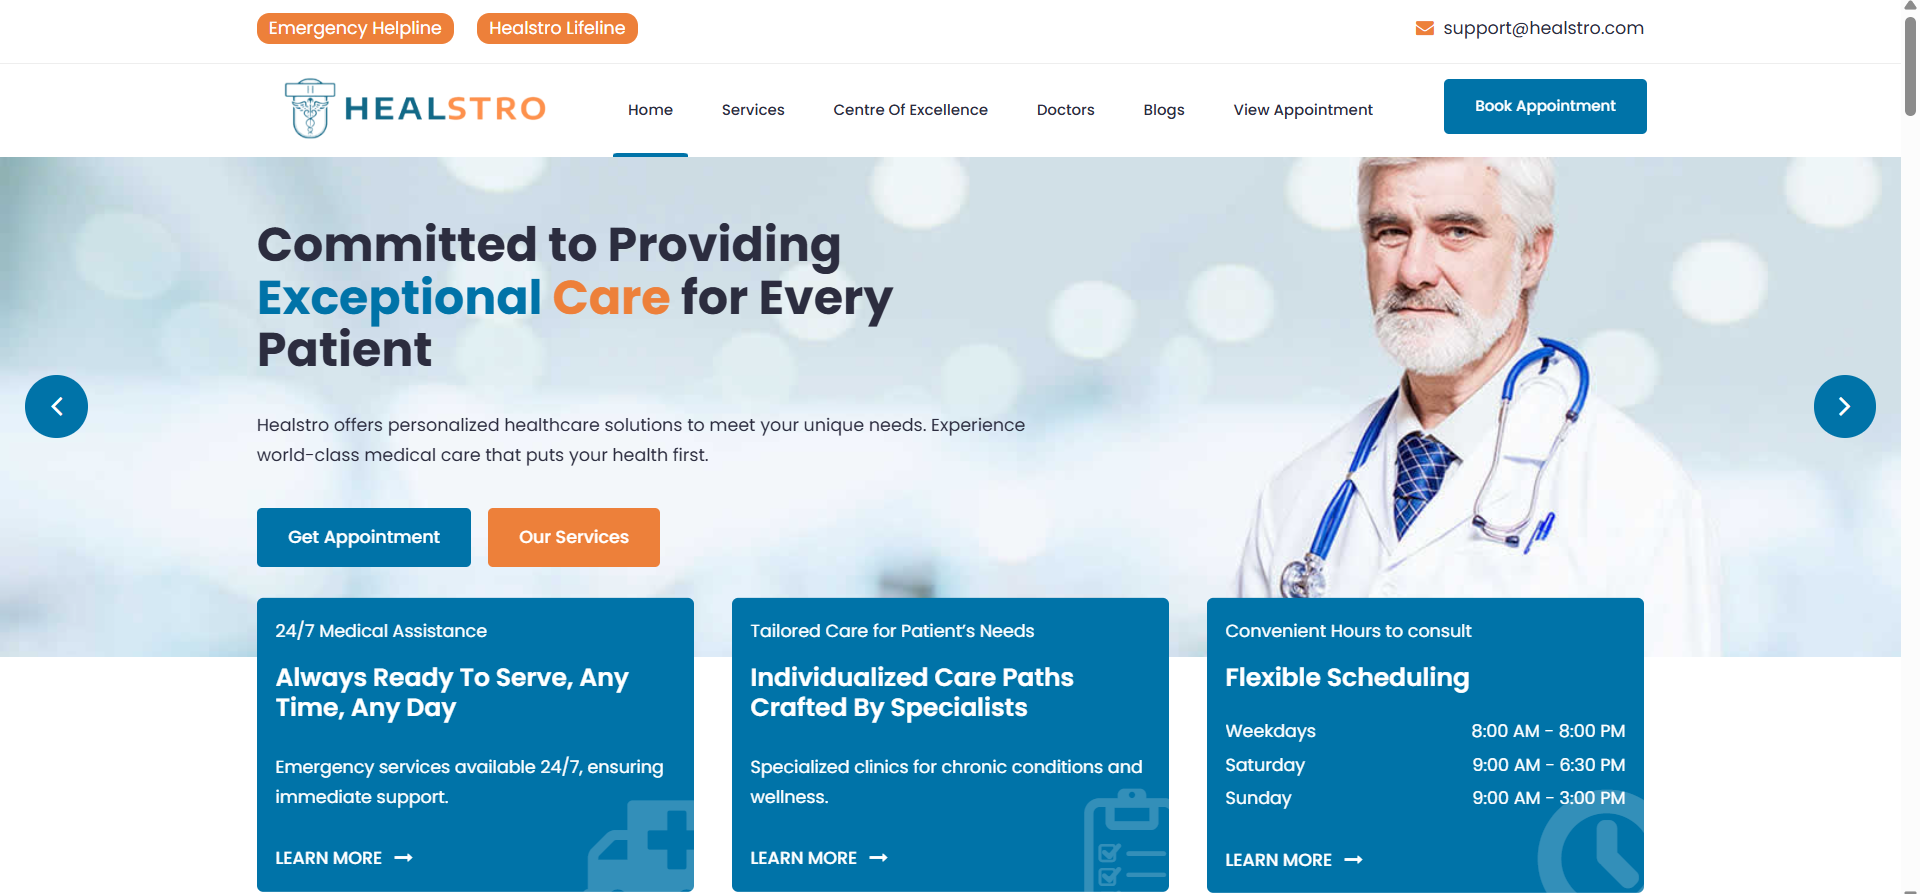 Emergency Helpline
Healstro Lifeline
support@healstro.com
HEALSTRO
Home
Services
Centre Of Excellence
Doctors
Blogs
View Appointment
Book Appointment
Committed to Providing
Exceptional Care for Every
Patient
Healstro offers personalized healthcare solutions to meet your unique needs. Experience
world-class medical care that puts your health first.
Get Appointment
Our Services
24/7 Medical Assistance
Always Ready To Serve, Any
Time, Any Day
Emergency services available 24/7, ensuring
immediate support.
LEARN MORE
Tailored Care for Patient’s Needs
Individualized Care Paths
Crafted By Specialists
Specialized clinics for chronic conditions and
wellness.
LEARN MORE
Convenient Hours to consult
Flexible Scheduling
Weekdays 8:00 AM - 8:00 PM
Saturday 9:00 AM - 6:30 PM
Sunday 9:00 AM - 3:00 PM
LEARN MORE